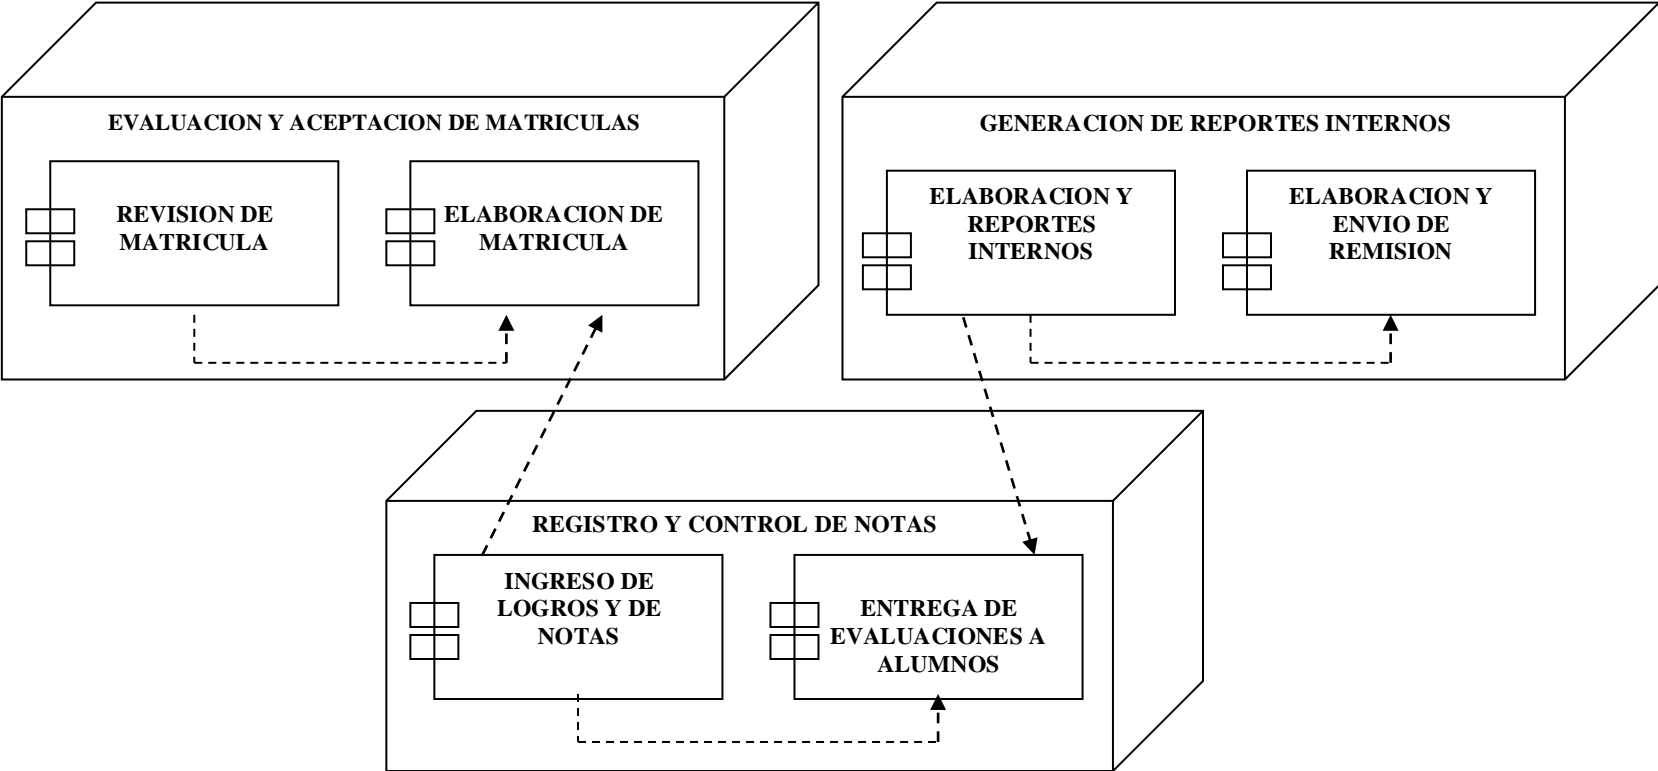 EVALUACION Y ACEPTACION DE MATRICULAS
REVISION DE
MATRICULA
ELABORACION DE
MATRICULA
GENERACION DE REPORTES INTERNOS
ELABORACION Y
REPORTES
INTERNOS
ELABORACION Y
ENVIO DE
REMISION
REGISTRO Y CONTROL DE NOTAS
INGRESO DE
LOGROS Y DE
NOTAS
ENTREGA DE
EVALUACIONES A
ALUMNOS